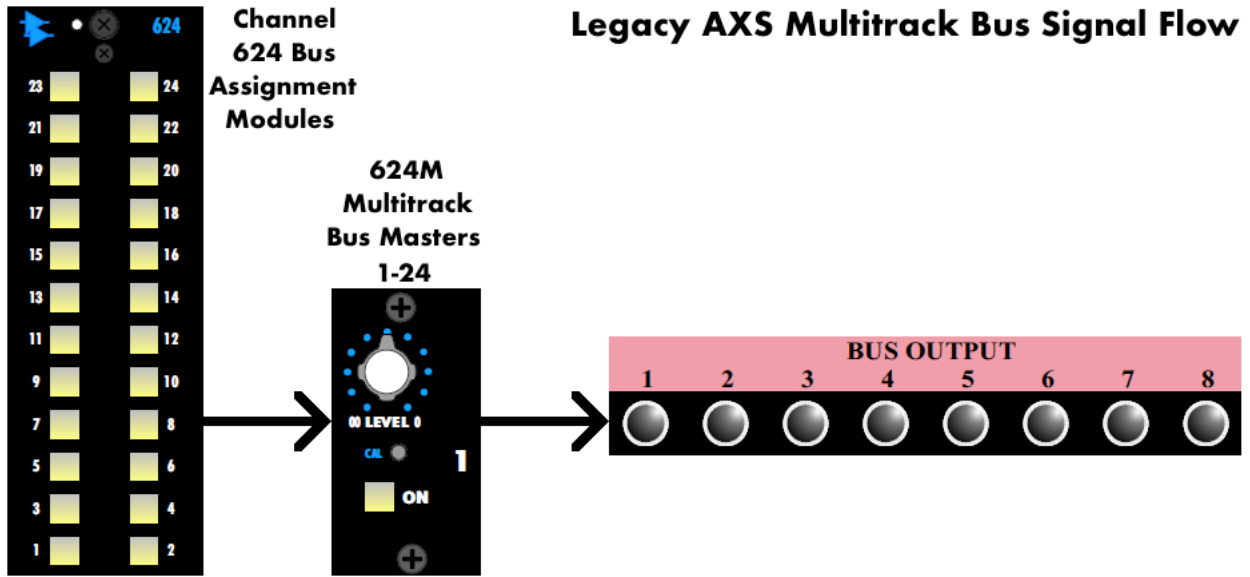 Legacy AXS Multitrack Bus Signal Flow
624
Channel
624 Bus
Assignment
Modules
23 24
21 22
19 20
17 18
15 16
13 14
11 12
9 10
7 8
5 6
3 4
1 2
624M
Multitrack
Bus Masters
1-24
00 LEVEL 0
CAL
1
ON
BUS OUTPUT
1 2 3 4 5 6 7 8